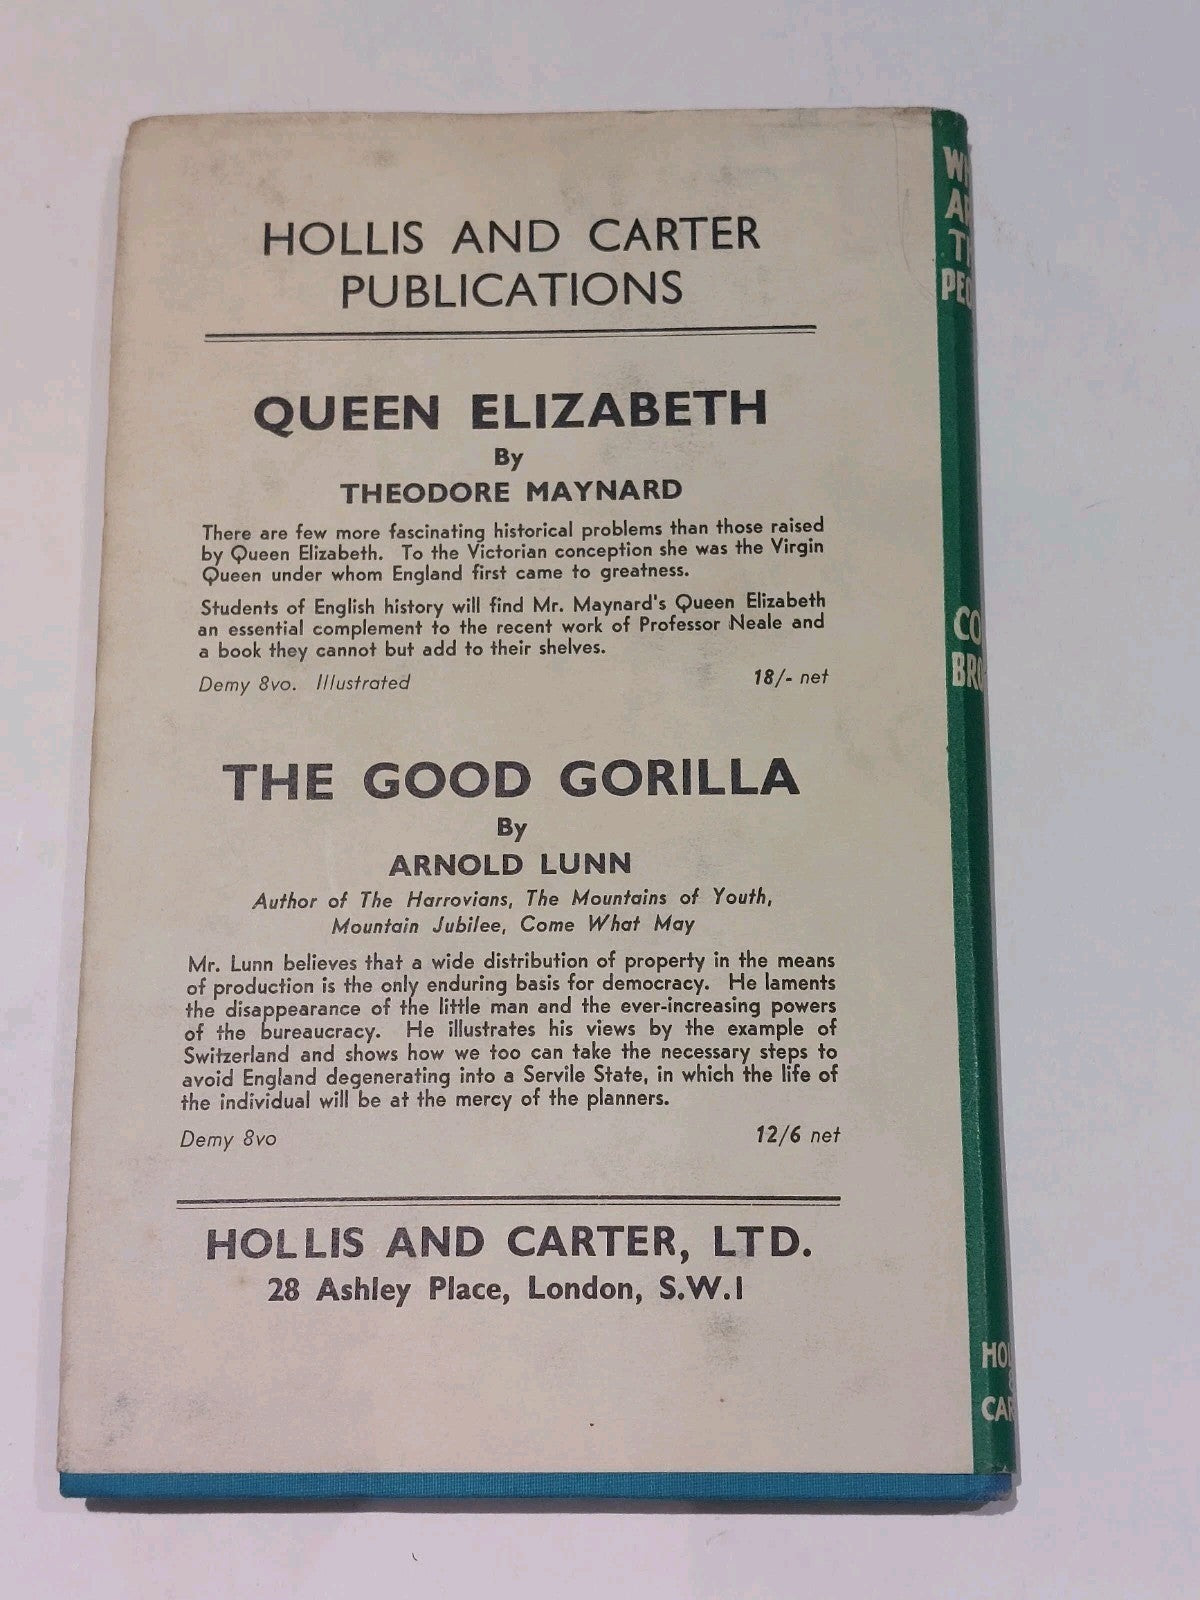 HOLLIS AND CARTER
PUBLICATIONS
QUEEN ELIZABETH
By
THEODORE MAYNARD
There are few more fascinating historical problems than those raised
by Queen Elizabeth. To the Victorian conception she was the Virgin
Queen under whom England first came to greatness.
Students of English history will find Mr. Maynard's Queen Elizabeth
an essential complement to the recent work of Professor Neale and
a book they cannot but add to their shelves.
Demy 8vo. Illustrated 18/- net
THE GOOD GORILLA
By
ARNOLD LUNN
Author of The Harrovians, The Mountains of Youth,
Mountain Jubilee, Come What May
Mr. Lunn believes that a wide distribution of property in the means
of production is the only enduring basis for democracy. He laments
the disappearance of the little man and the ever-increasing powers
of the bureaucracy. He illustrates his views by the example of
Switzerland and shows how we too can take the necessary steps to
avoid England degenerating into a Servile State, in which the life of
the individual will be at the mercy of the planners.
Demy 8vo 12/6 net
HOLLIS AND CARTER, LTD.
28 Ashley Place, London, S.W.1